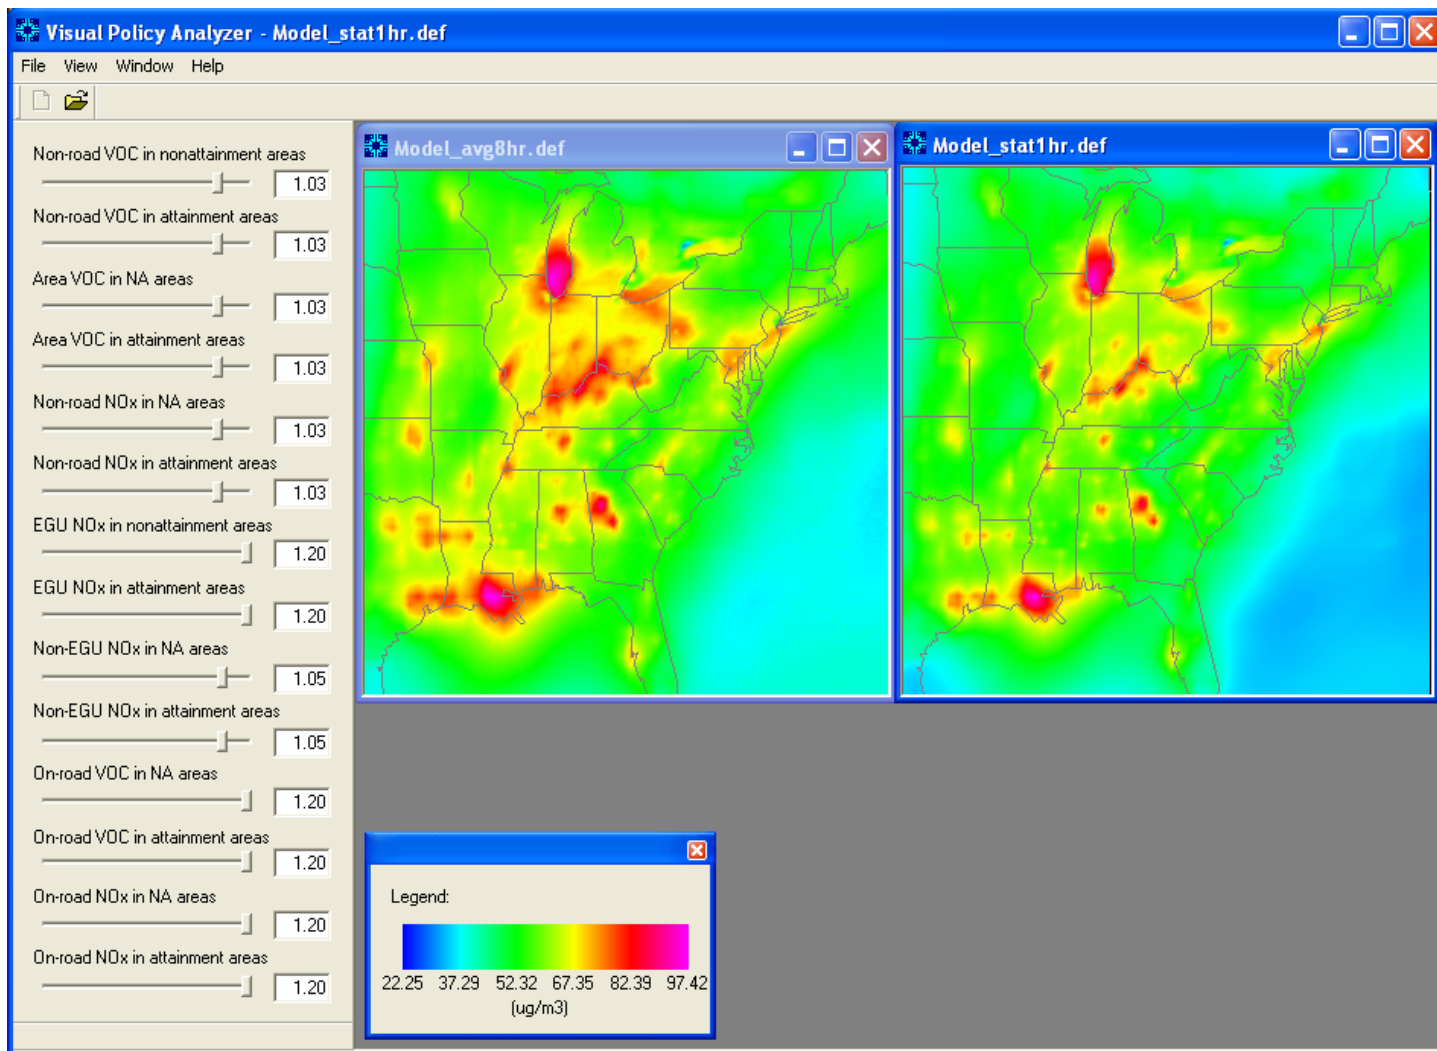 Visual Policy Analyzer - Model_stat1hr.def
File View Window Help
Non-road VOC in nonattainment areas
1.03
Non-road VOC in attainment areas
1.03
Area VOC in NA areas
1.03
Area VOC in attainment areas
1.03
Non-road NOx in NA areas
1.03
Non-road NOx in attainment areas
1.03
EGU NOx in nonattainment areas
1.20
EGU NOx in attainment areas
1.20
Non-EGU NOx in NA areas
1.05
Non-EGU NOx in attainment areas
1.05
On-road VOC in NA areas
1.20
On-road VOC in attainment areas
1.20
On-road NOx in NA areas
1.20
On-road NOx in attainment areas
1.20
Model_avg8hr.def
Model_stat1hr.def
Legend:
22.25 37.29 52.32 67.35 82.39 97.42
(ug/m3)